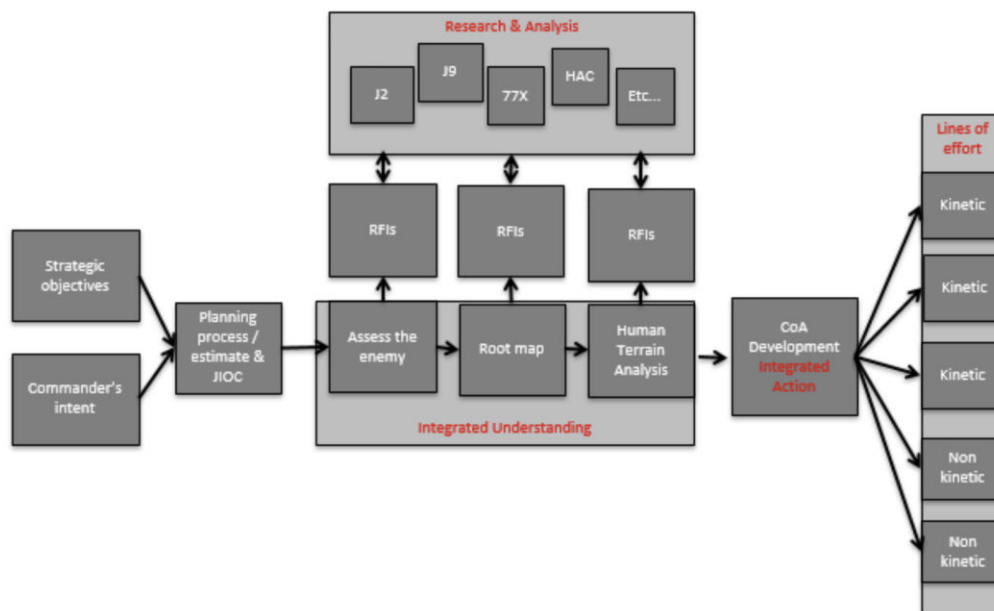 Research & Analysis
J2
J9
77X
HAC
Etc...
RFIs
RFIs
RFIs
Strategic
objectives
Commander's
intent
Planning
process /
estimate &
JIOC
Assess the
enemy
Root map
Human
Terrain
Analysis
Integrated Understanding
CoA
Development
Integrated
Action
Lines of
effort
Kinetic
Kinetic
Kinetic
Non
kinetic
Non
kinetic